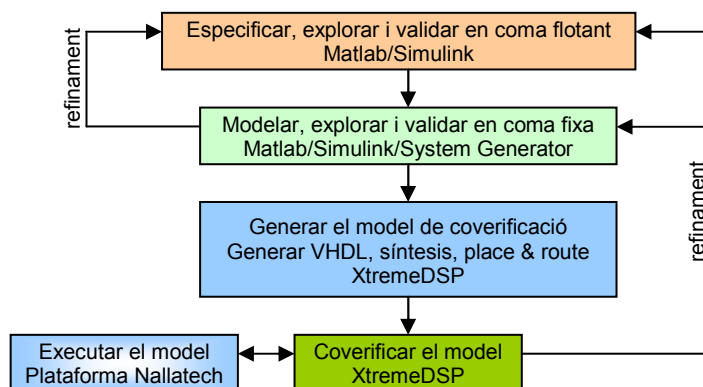 Especificar, explorar i validar en coma flotant
Matlab/Simulink
refinament
Modelar, explorar i validar en coma fixa
Matlab/Simulink/System Generator
refinament
Generar el model de coverificació
Generar VHDL, síntesis, place & route
XtremeDSP
Executar el model
Plataforma Nallatech
Coverificar el model
XtremeDSP